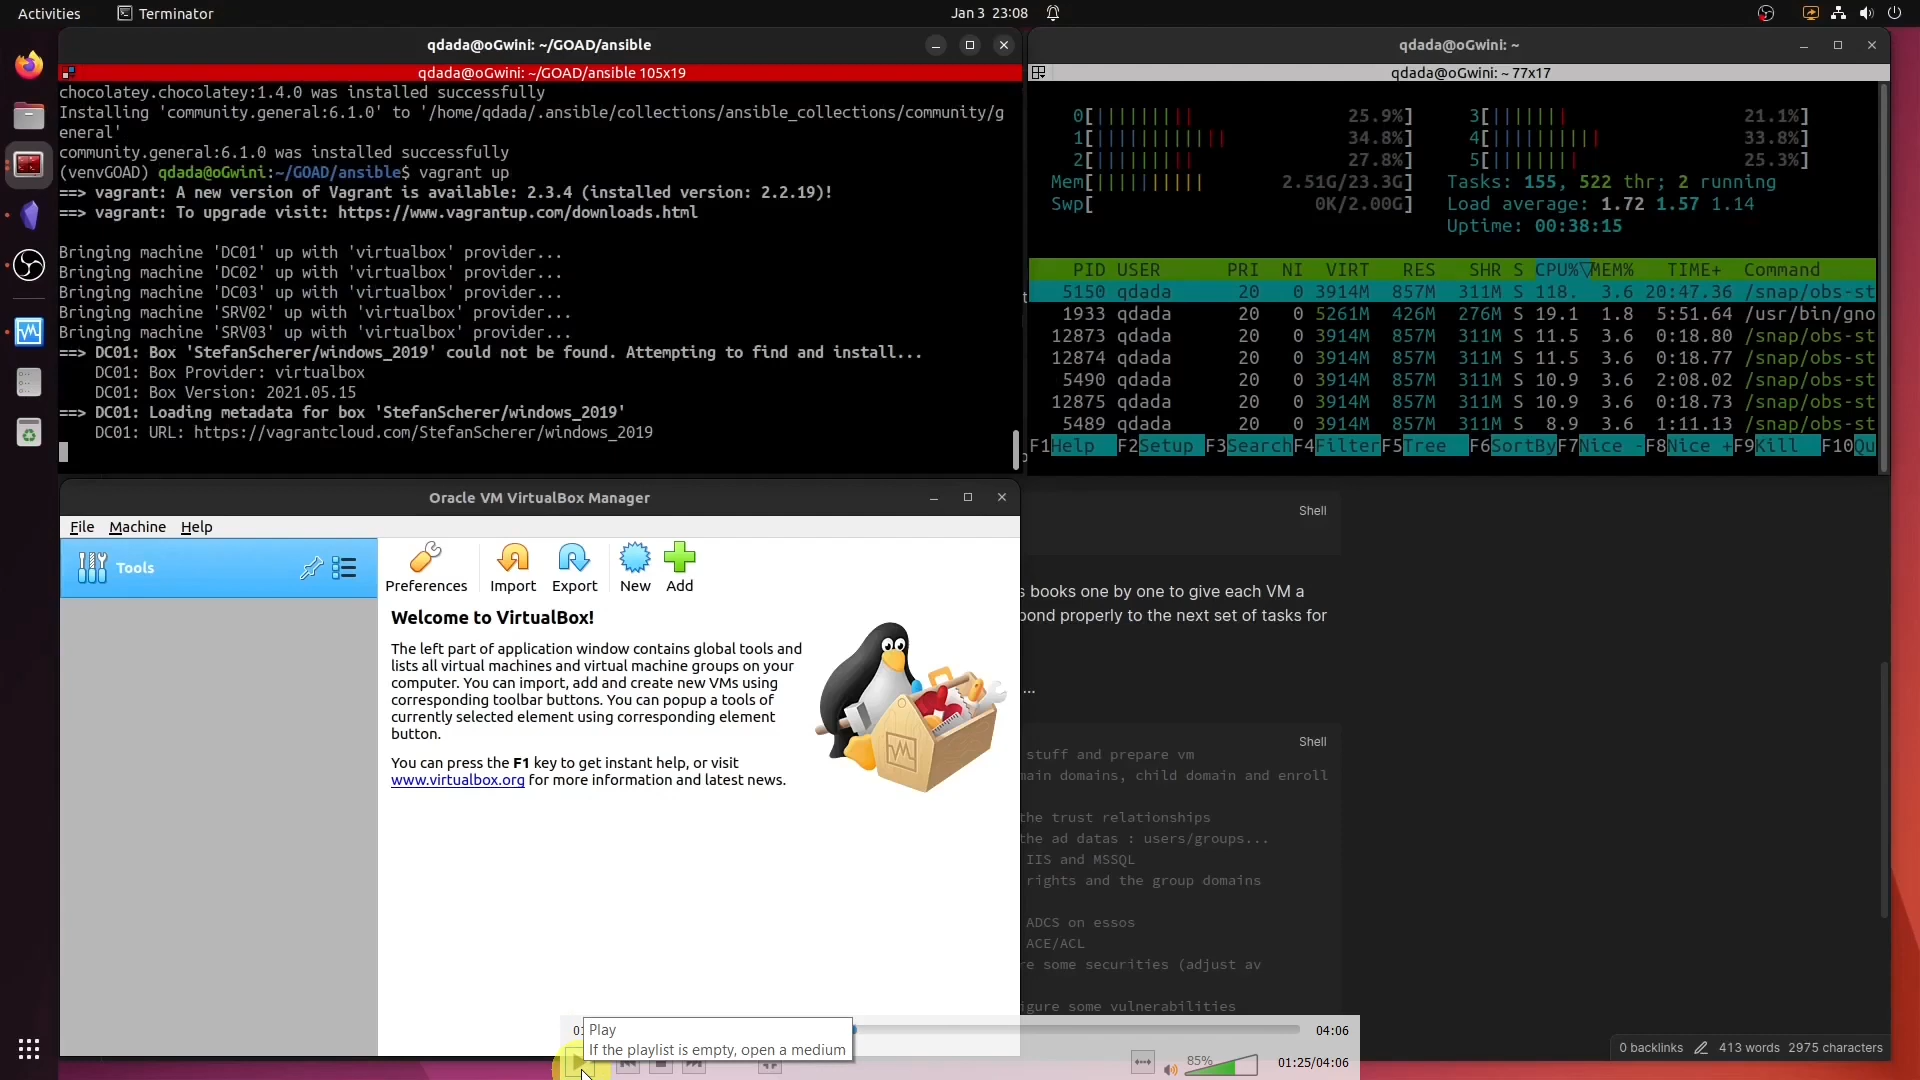 Activities
Terminator
Jan 3 23:08
qdada@oGwini: ~/GOAD/ansible
qdada@oGwini: ~/GOAD/ansible 105x19
chocolatey.chocolatey:1.4.0 was installed successfully
Installing 'community.general:6.1.0' to '/home/qdada/.ansible/collections/ansible_collections/community/g
eneral'
community.general:6.1.0 was installed successfully
(venvGOAD) qdada@oGwini:~/GOAD/ansible$ vagrant up
==> vagrant: A new version of Vagrant is available: 2.3.4 (installed version: 2.2.19)!
==> vagrant: To upgrade visit: https://www.vagrantup.com/downloads.html
Bringing machine 'DC01' up with 'virtualbox' provider...
Bringing machine 'DC02' up with 'virtualbox' provider...
Bringing machine 'DC03' up with 'virtualbox' provider...
Bringing machine 'SRV02' up with 'virtualbox' provider...
Bringing machine 'SRV03' up with 'virtualbox' provider...
==> DC01: Box 'StefanScherer/windows_2019' could not be found. Attempting to find and install...
DC01: Box Provider: virtualbox
DC01: Box Version: 2021.05.15
==> DC01: Loading metadata for box 'StefanScherer/windows_2019'
DC01: URL: https://vagrantcloud.com/StefanScherer/windows_2019
qdada@oGwini: ~
qdada@oGwini: ~ 77x17
0[||||||||| 25.9%] 3[||||||| 21.1%]
1[|||||||||||| 34.8%] 4[|||||||||| 33.8%]
2[||||||||| 27.8%] 5[|||||||| 25.3%]
Mem[|||||||||| 2.51G/23.3G] Tasks: 155, 522 thr; 2 running
Swp[ 0K/2.00G] Load average: 1.72 1.57 1.14
Uptime: 00:38:15
PID USER PRI NI VIRT RES SHR S CPU%▽MEM% TIME+ Command
5150 qdada 20 0 3914M 857M 311M S 118. 3.6 20:47.36 /snap/obs-st
1933 qdada 20 0 5261M 426M 276M S 19.1 1.8 5:51.64 /usr/bin/gno
12873 qdada 20 0 3914M 857M 311M S 11.5 3.6 0:18.80 /snap/obs-st
12874 qdada 20 0 3914M 857M 311M S 11.5 3.6 0:18.77 /snap/obs-st
5490 qdada 20 0 3914M 857M 311M S 10.9 3.6 2:08.02 /snap/obs-st
12875 qdada 20 0 3914M 857M 311M S 10.9 3.6 0:18.73 /snap/obs-st
5489 qdada 20 0 3914M 857M 311M S 8.9 3.6 1:11.13 /snap/obs-st
F1Help F2Setup F3Search F4Filter F5Tree F6SortBy F7Nice - F8Nice + F9Kill F10Qu
Oracle VM VirtualBox Manager
File Machine Help
Tools
Preferences Import Export New Add
Welcome to VirtualBox!
The left part of application window contains global tools and
lists all virtual machines and virtual machine groups on your
computer. You can import, add and create new VMs using
corresponding toolbar buttons. You can popup a tools of
currently selected element using corresponding element
button.
You can press the F1 key to get instant help, or visit
www.virtualbox.org for more information and latest news.
Shell
s books one by one to give each VM a
pond properly to the next set of tasks for
...
Shell
stuff and prepare vm
main domains, child domain and enroll
the trust relationships
the ad datas : users/groups...
IIS and MSSQL
rights and the group domains
ADCS on essos
ACE/ACL
re some securities (adjust av
igure some vulnerabilities
0 backlinks 413 words 2975 characters
Play
If the playlist is empty, open a medium
04:06
85%
01:25/04:06